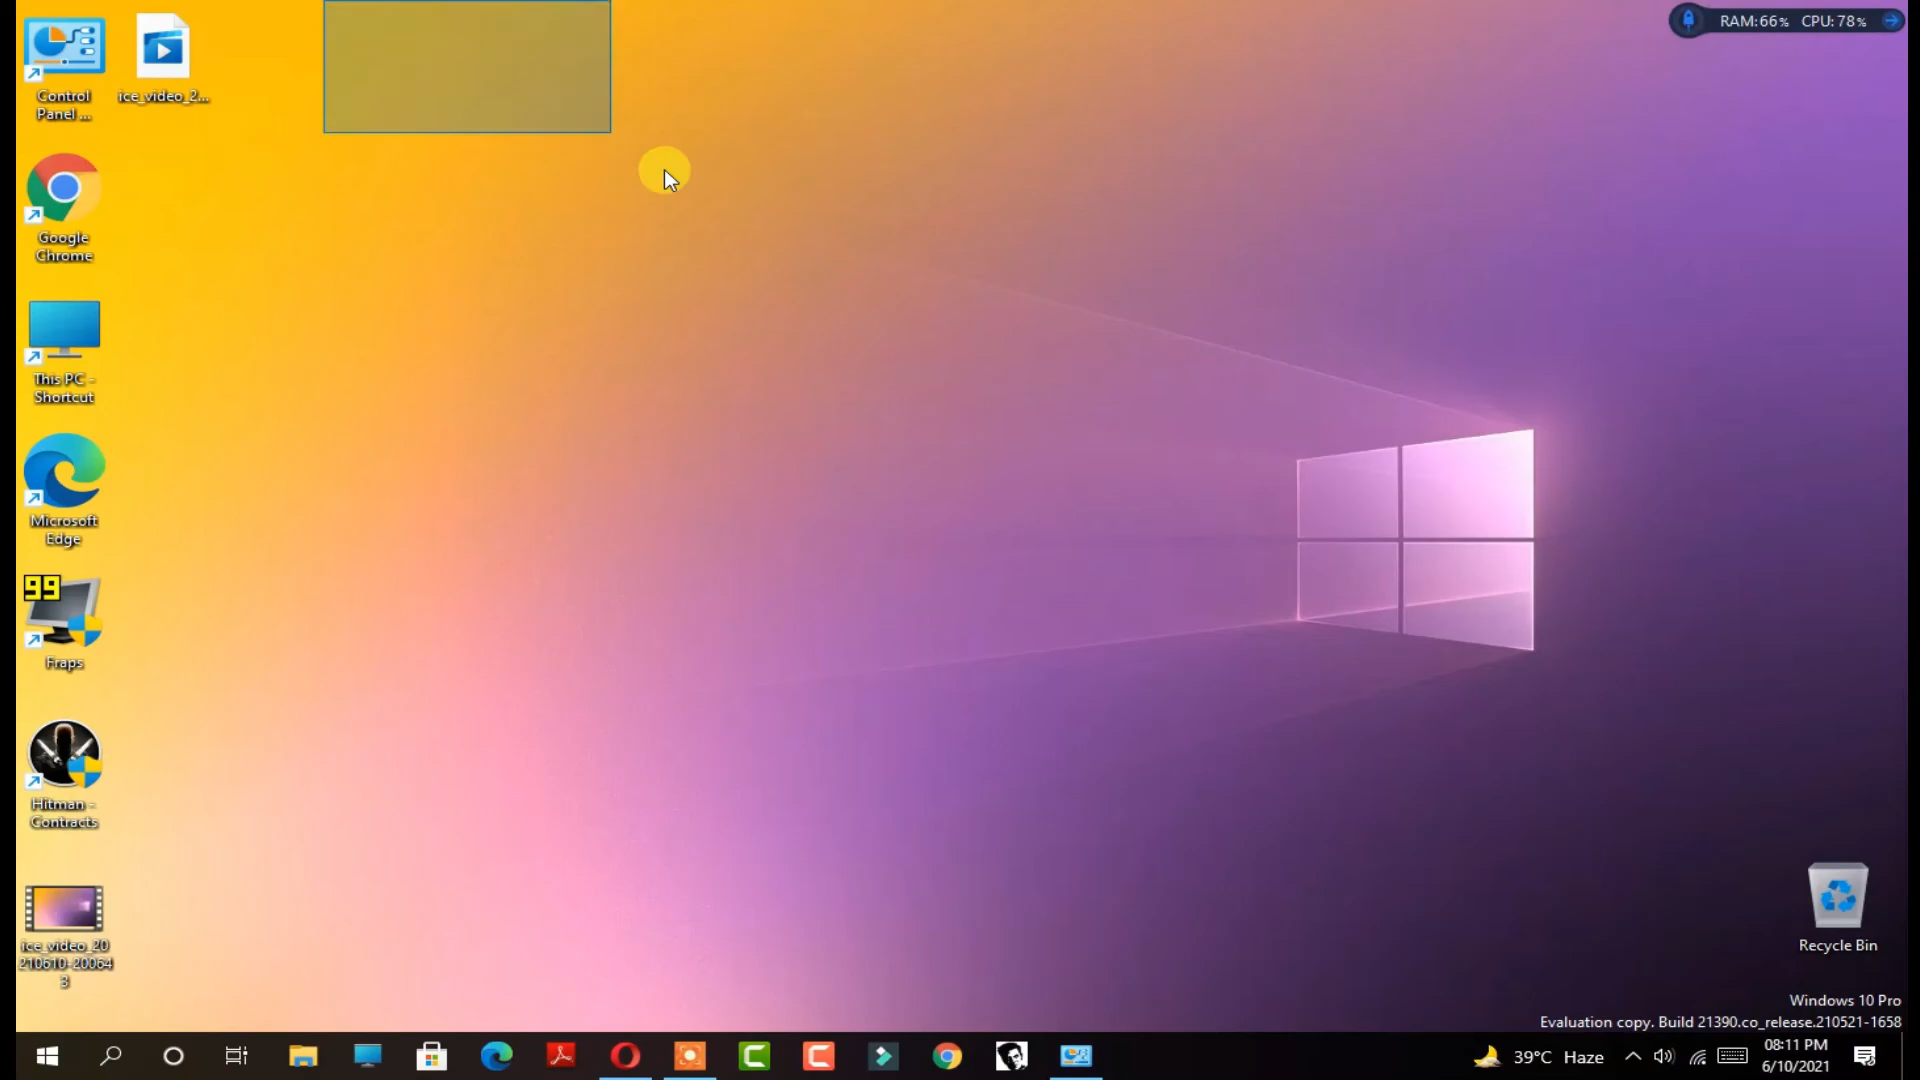 RAM:66% CPU:78%
Control
Panel ...
ice_video_2...
Google
Chrome
This PC -
Shortcut
Microsoft
Edge
99
Fraps
Hitman -
Contracts
ice_video_20
210610-20064
3
Recycle Bin
Windows 10 Pro
Evaluation copy. Build 21390.co_release.210521-1658
39°C Haze
08:11 PM
6/10/2021